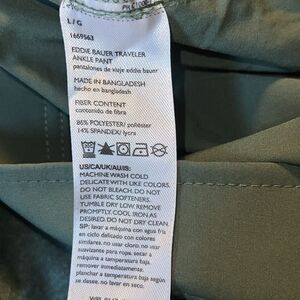 L / G
1669563
EDDIE BAUER TRAVELER
ANKLE PANT
pantalones de viaje eddie bauer
MADE IN BANGLADESH
hecho en bangladesh
FIBER CONTENT
contenido de fibra
86% POLYESTER/ poliéster
14% SPANDEX/ lycra
US/CA/UK/AU/IS:
MACHINE WASH COLD
DELICATE WITH LIKE COLORS.
DO NOT BLEACH. DO NOT
USE FABRIC SOFTENERS.
TUMBLE DRY LOW. REMOVE
PROMPTLY. COOL IRON AS
DESIRED. DO NOT DRY CLEAN.
SP: lavar a máquina con agua fría
en ciclo delicado con colores
similares. no usar cloro. no usar
suavizantes para ropa. secar a
máquina a temperatura baja.
remover inmediatamente.
planchar a temperatura baja según
se desee. no lavar en seco.